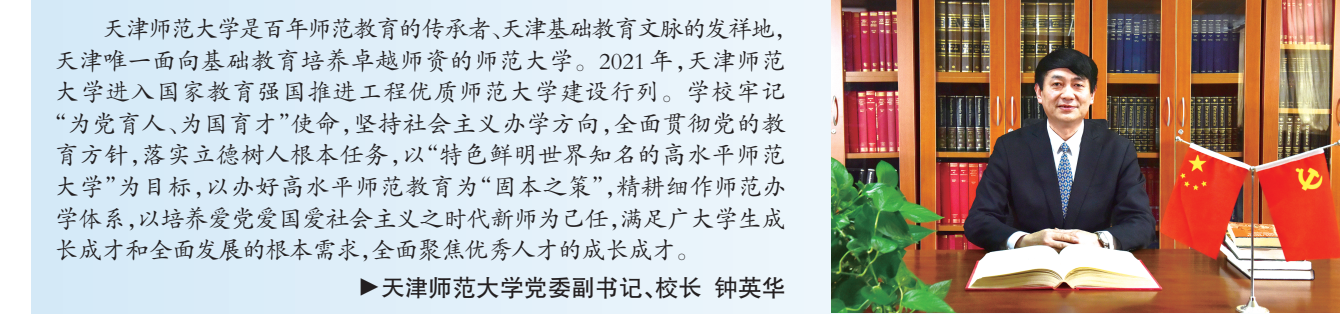 天津师范大学是百年师范教育的传承者、天津基础教育文脉的发祥地，
天津唯一面向基础教育培养卓越师资的师范大学。2021年，天津师范
大学进入国家教育强国推进工程优质师范大学建设行列。学校牢记
“为党育人、为国育才”使命，坚持社会主义办学方向，全面贯彻党的教
育方针，落实立德树人根本任务，以“特色鲜明世界知名的高水平师范
大学”为目标，以办好高水平师范教育为“固本之策”，精耕细作师范办
学体系，以培养爱党爱国爱社会主义之时代新师为己任，满足广大学生成
长成才和全面发展的根本需求，全面聚焦优秀人才的成长成才。
▶天津师范大学党委副书记、校长 钟英华